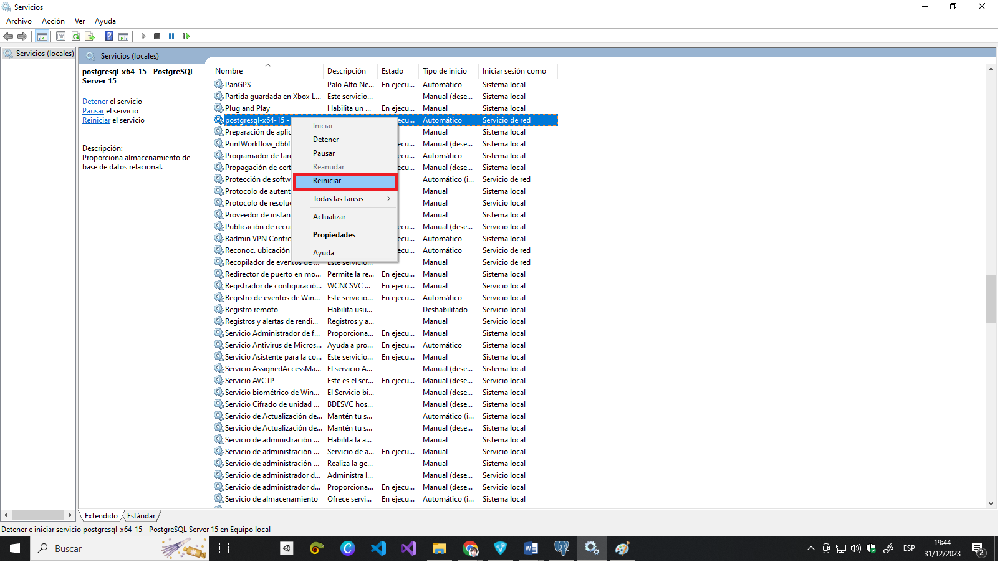 Servicios
Archivo Acción Ver Ayuda
Servicios (locales)
Servicios (locales)
postgresql-x64-15 - PostgreSQL
Server 15
Detener el servicio
Pausar el servicio
Reiniciar el servicio
Descripción:
Proporciona almacenamiento de
base de datos relacional.
Nombre Descripción Estado Tipo de inicio Iniciar sesión como
PanGPS Palo Alto Ne... En ejecu... Automático Sistema local
Partida guardada en Xbox L... Este servicio... Manual (dese... Sistema local
Plug and Play Habilita un ... En ejecu... Manual Sistema local
postgresql-x64-15 - ecu... Automático Servicio de red
Preparación de aplic Manual Sistema local
PrintWorkflow_db6f ecu... Manual Sistema local
Programador de tare ecu... Automático Sistema local
Propagación de cert ecu... Manual (dese... Sistema local
Protección de softw Automático (i... Servicio de red
Protocolo de autent Manual Sistema local
Protocolo de resoluc Manual Servicio local
Proveedor de instan Manual Sistema local
Publicación de recu ecu... Manual (dese... Servicio local
Radmin VPN Contro ecu... Automático Sistema local
Reconoc. ubicación ecu... Automático Servicio de red
Recopilador de eventos de ... Este servicio... Manual Servicio de red
Redirector de puerto en mo... Permite la re... En ejecu... Manual Sistema local
Registrador de configuració... WCNCSVC ... En ejecu... Manual Servicio local
Registro de eventos de Win... Este servicio... En ejecu... Automático Servicio local
Registro remoto Habilita usu... Deshabilitado Servicio local
Registros y alertas de rendi... Registros y a... Manual Servicio local
Servicio Administrador de f... Proporciona... En ejecu... Manual Sistema local
Servicio Antivirus de Micros... Ayuda a pro... En ejecu... Automático Sistema local
Servicio Asistente para la co... Este servicio... En ejecu... Manual Sistema local
Servicio AssignedAccessMa... El servicio A... Manual (dese... Sistema local
Servicio AVCTP Este es el ser... En ejecu... Manual (dese... Servicio local
Servicio biométrico de Win... El Servicio bi... Manual (dese... Sistema local
Servicio Cifrado de unidad ... BDESVC hos... Manual (dese... Sistema local
Servicio de Actualización de... Mantén tu s... Automático (i... Sistema local
Servicio de Actualización de... Mantén tu s... Manual (dese... Sistema local
Servicio de administración ... Habilita la a... Manual Sistema local
Servicio de administración ... Servicio de a... En ejecu... Manual Servicio local
Servicio de administración ... Realiza la ge... Manual Sistema local
Servicio de administrador d... Administra l... Manual (dese... Servicio local
Servicio de administrador d... Proporciona... En ejecu... Manual (dese... Servicio local
Servicio de almacenamiento Ofrece servi... En ejecu... Automático (i... Sistema local
Iniciar
Detener
Pausar
Reanudar
Reiniciar
Todas las tareas
Actualizar
Propiedades
Ayuda
Extendido Estándar
Detener e iniciar servicio postgresql-x64-15 - PostgreSQL Server 15 en Equipo local
Buscar
ESP
19:44
31/12/2023
2